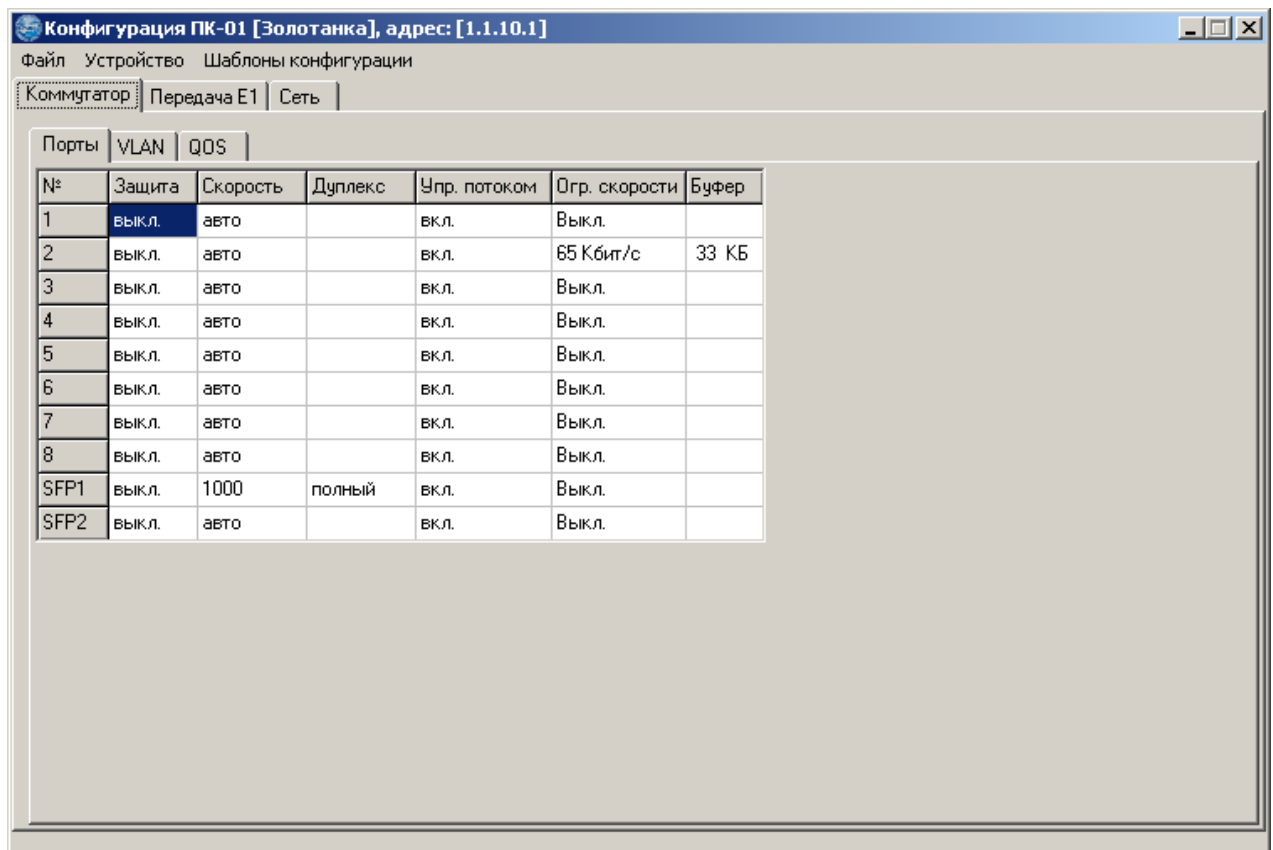 Конфигурация ПК-01 [Золотанка], адрес: [1.1.10.1]
Файл Устройство Шаблоны конфигурации
Коммутатор Передача E1 Сеть
Порты VLAN QOS
№ Защита Скорость Дуплекс Упр. потоком Огр. скорости Буфер
1 выкл. авто вкл. Выкл.
2 выкл. авто вкл. 65 Кбит/с 33 КБ
3 выкл. авто вкл. Выкл.
4 выкл. авто вкл. Выкл.
5 выкл. авто вкл. Выкл.
6 выкл. авто вкл. Выкл.
7 выкл. авто вкл. Выкл.
8 выкл. авто вкл. Выкл.
SFP1 выкл. 1000 полный вкл. Выкл.
SFP2 выкл. авто вкл. Выкл.